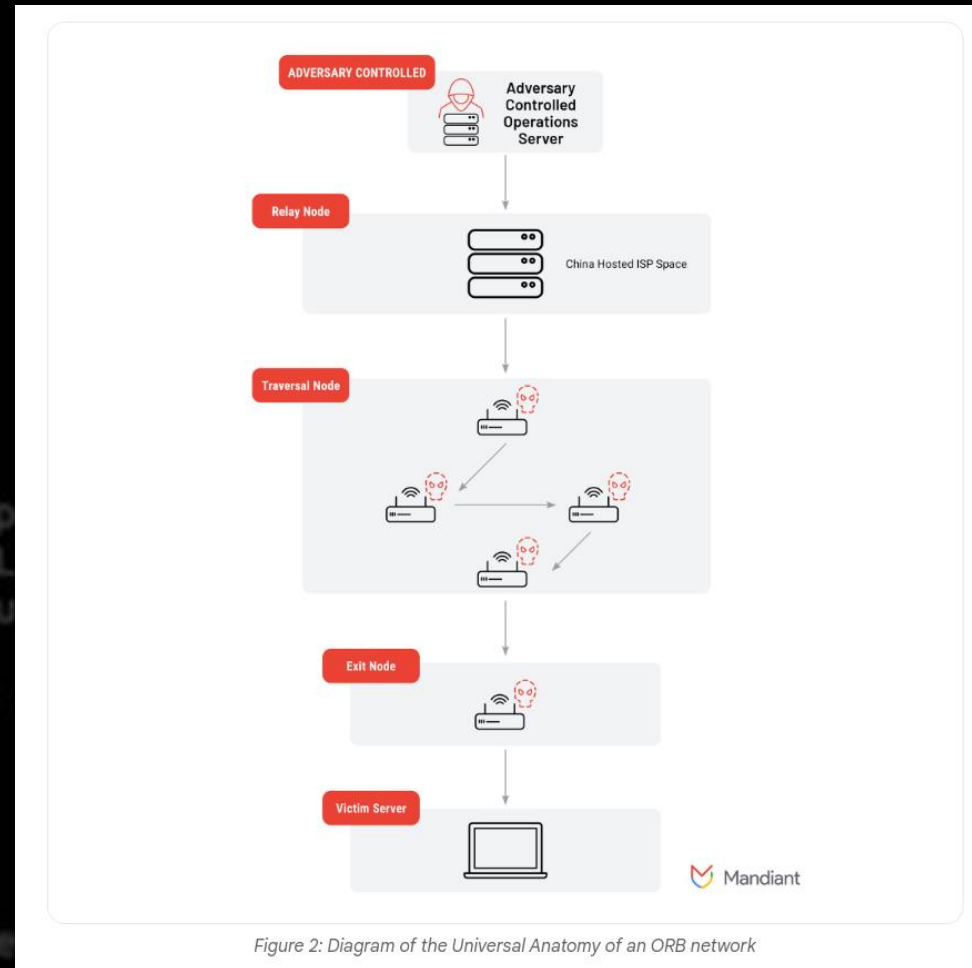 ADVERSARY CONTROLLED
Adversary
Controlled
Operations
Server
Relay Node
China Hosted ISP Space
Traversal Node
Exit Node
Victim Server
Mandiant
Figure 2: Diagram of the Universal Anatomy of an ORB network